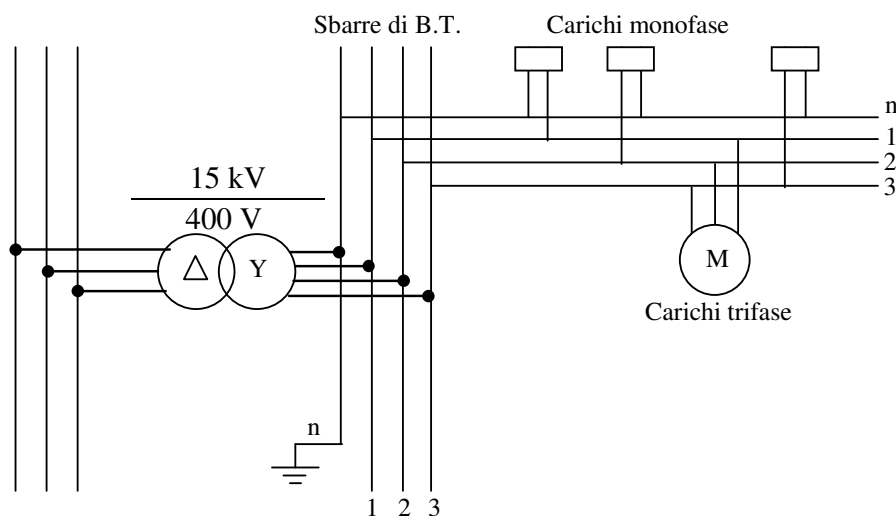 Sbarre di B.T.
Carichi monofase
n
1
2
3
15 kV
400 V
Δ
Y
M
Carichi trifase
n
1 2 3